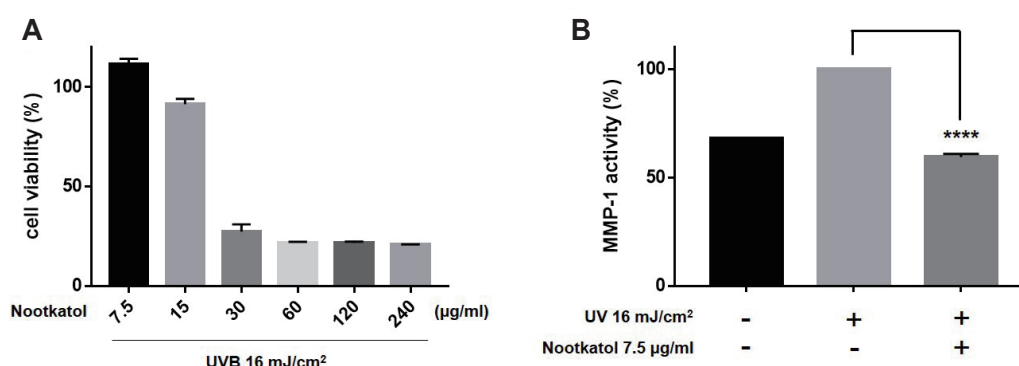 A
cell viability (%)
100
50
0
Nootkatol 7.5 15 30 60 120 240 (µg/ml)
UVB 16 mJ/cm²
B
MMP-1 activity (%)
100
50
0
****
UV 16 mJ/cm² - + +
Nootkatol 7.5 µg/ml - - +